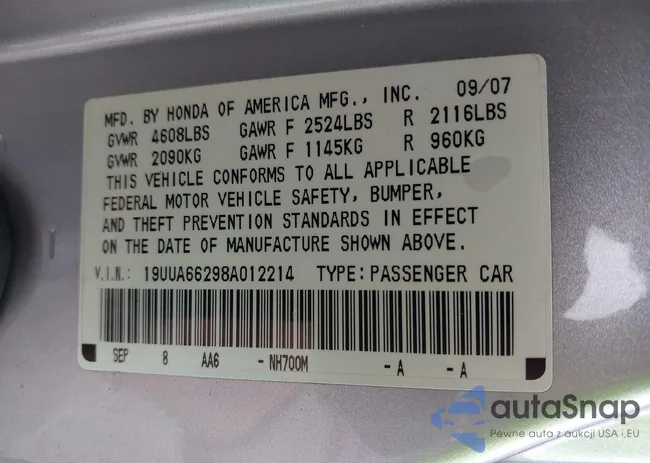 MFD. BY HONDA OF AMERICA MFG., INC. 09/07
GVWR 4608LBS GAWR F 2524LBS R 2116LBS
GVWR 2090KG GAWR F 1145KG R 960KG
THIS VEHICLE CONFORMS TO ALL APPLICABLE
FEDERAL MOTOR VEHICLE SAFETY, BUMPER,
AND THEFT PREVENTION STANDARDS IN EFFECT
ON THE DATE OF MANUFACTURE SHOWN ABOVE.
V.I.N.: 19UUA66298A012214 TYPE: PASSENGER CAR
SEP 8 AA6 - NH700M - A - A
autaSnap
Pewne auta z aukcji USA i EU